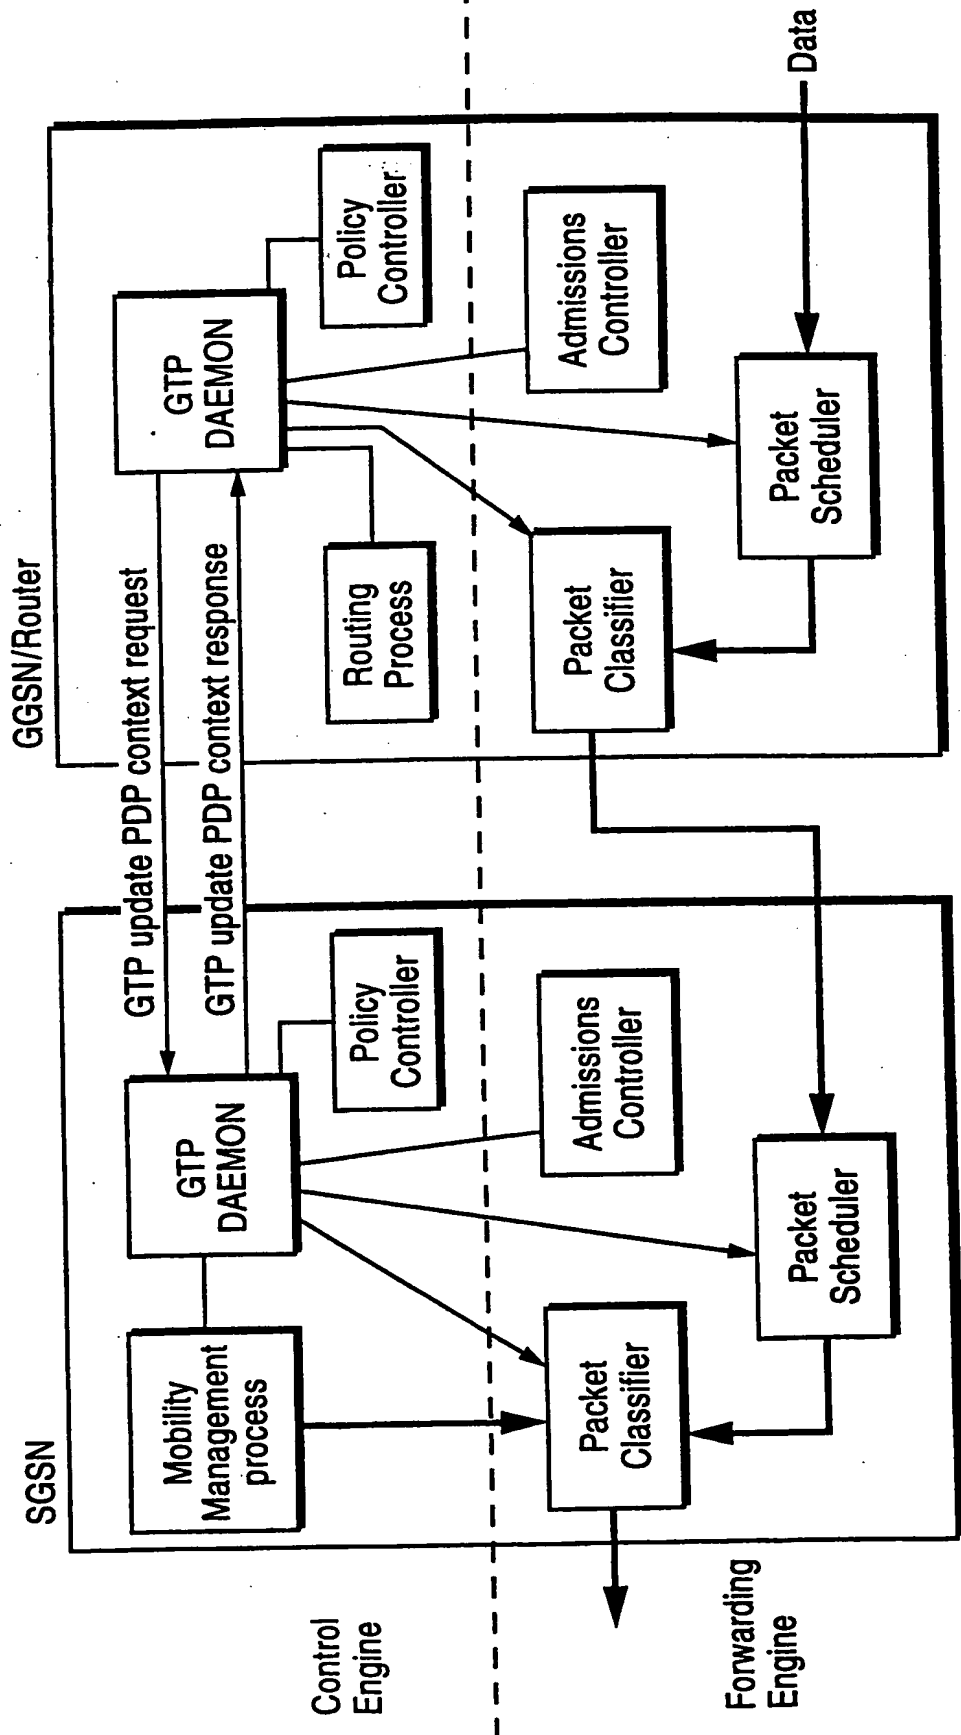 SGSN
GGSN/Router
GTP update PDP context request
GTP update PDP context response
Mobility
Management
process
GTP
DAEMON
Policy
Controller
GTP
DAEMON
Policy
Controller
Routing
Process
Control
Engine
Admissions
Controller
Packet
Classifier
Packet
Scheduler
Admissions
Controller
Packet
Classifier
Packet
Scheduler
Data
Forwarding
Engine